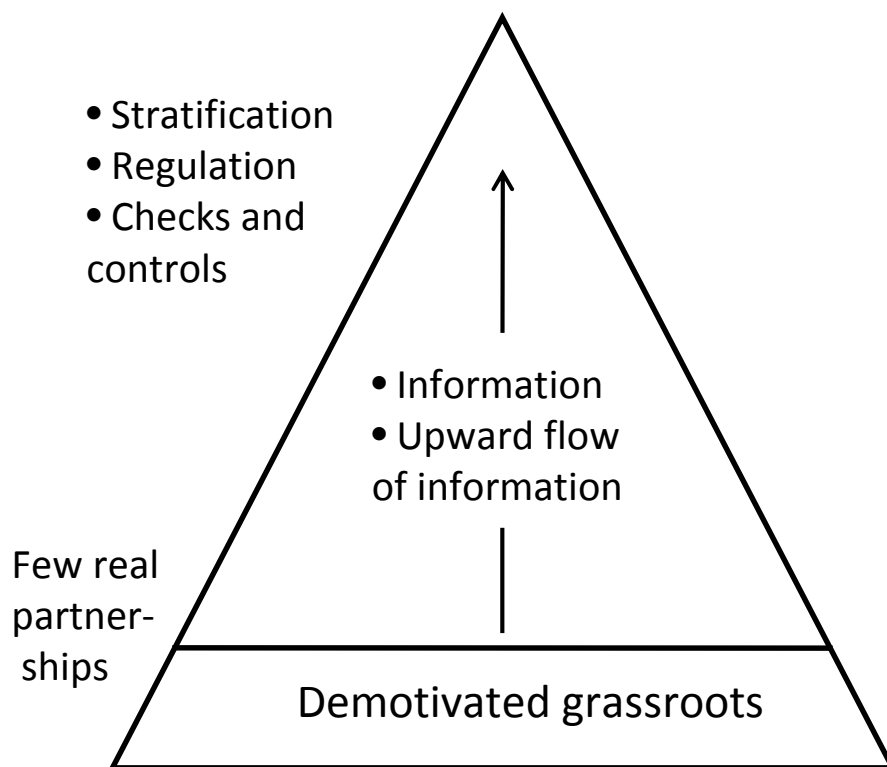 • Stratification
• Regulation
• Checks and
controls
• Information
• Upward flow
of information
Few real
partner-
ships
Demotivated grassroots